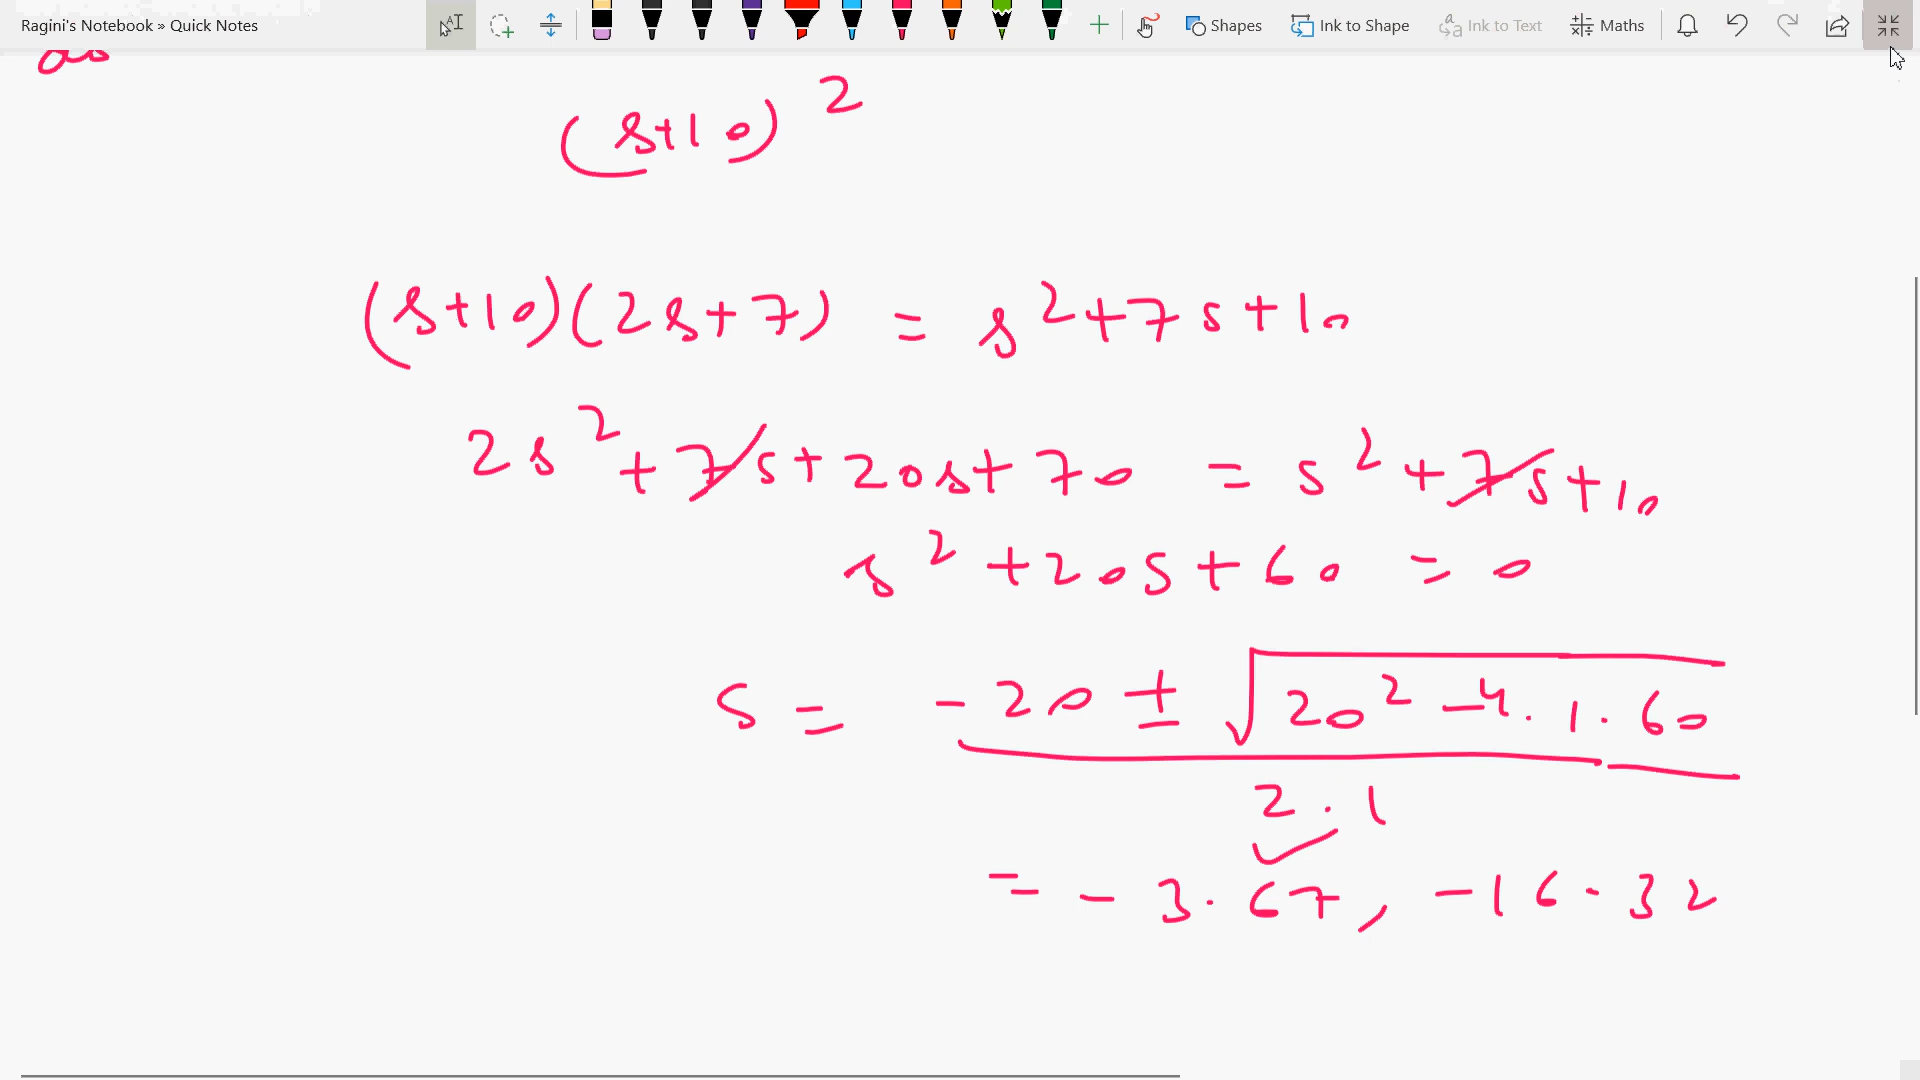 Ragini's Notebook » Quick Notes Shapes Ink to Shape Ink to Text Maths
ds
(s+10)²
(s+10)(2s+7) = s²+7s+10
2s²+7s+20s+70 = s²+7s+10
s²+20s+60 = 0
s = -20 ± √20²-4.1.60
2.1
= -3.67, -16.32